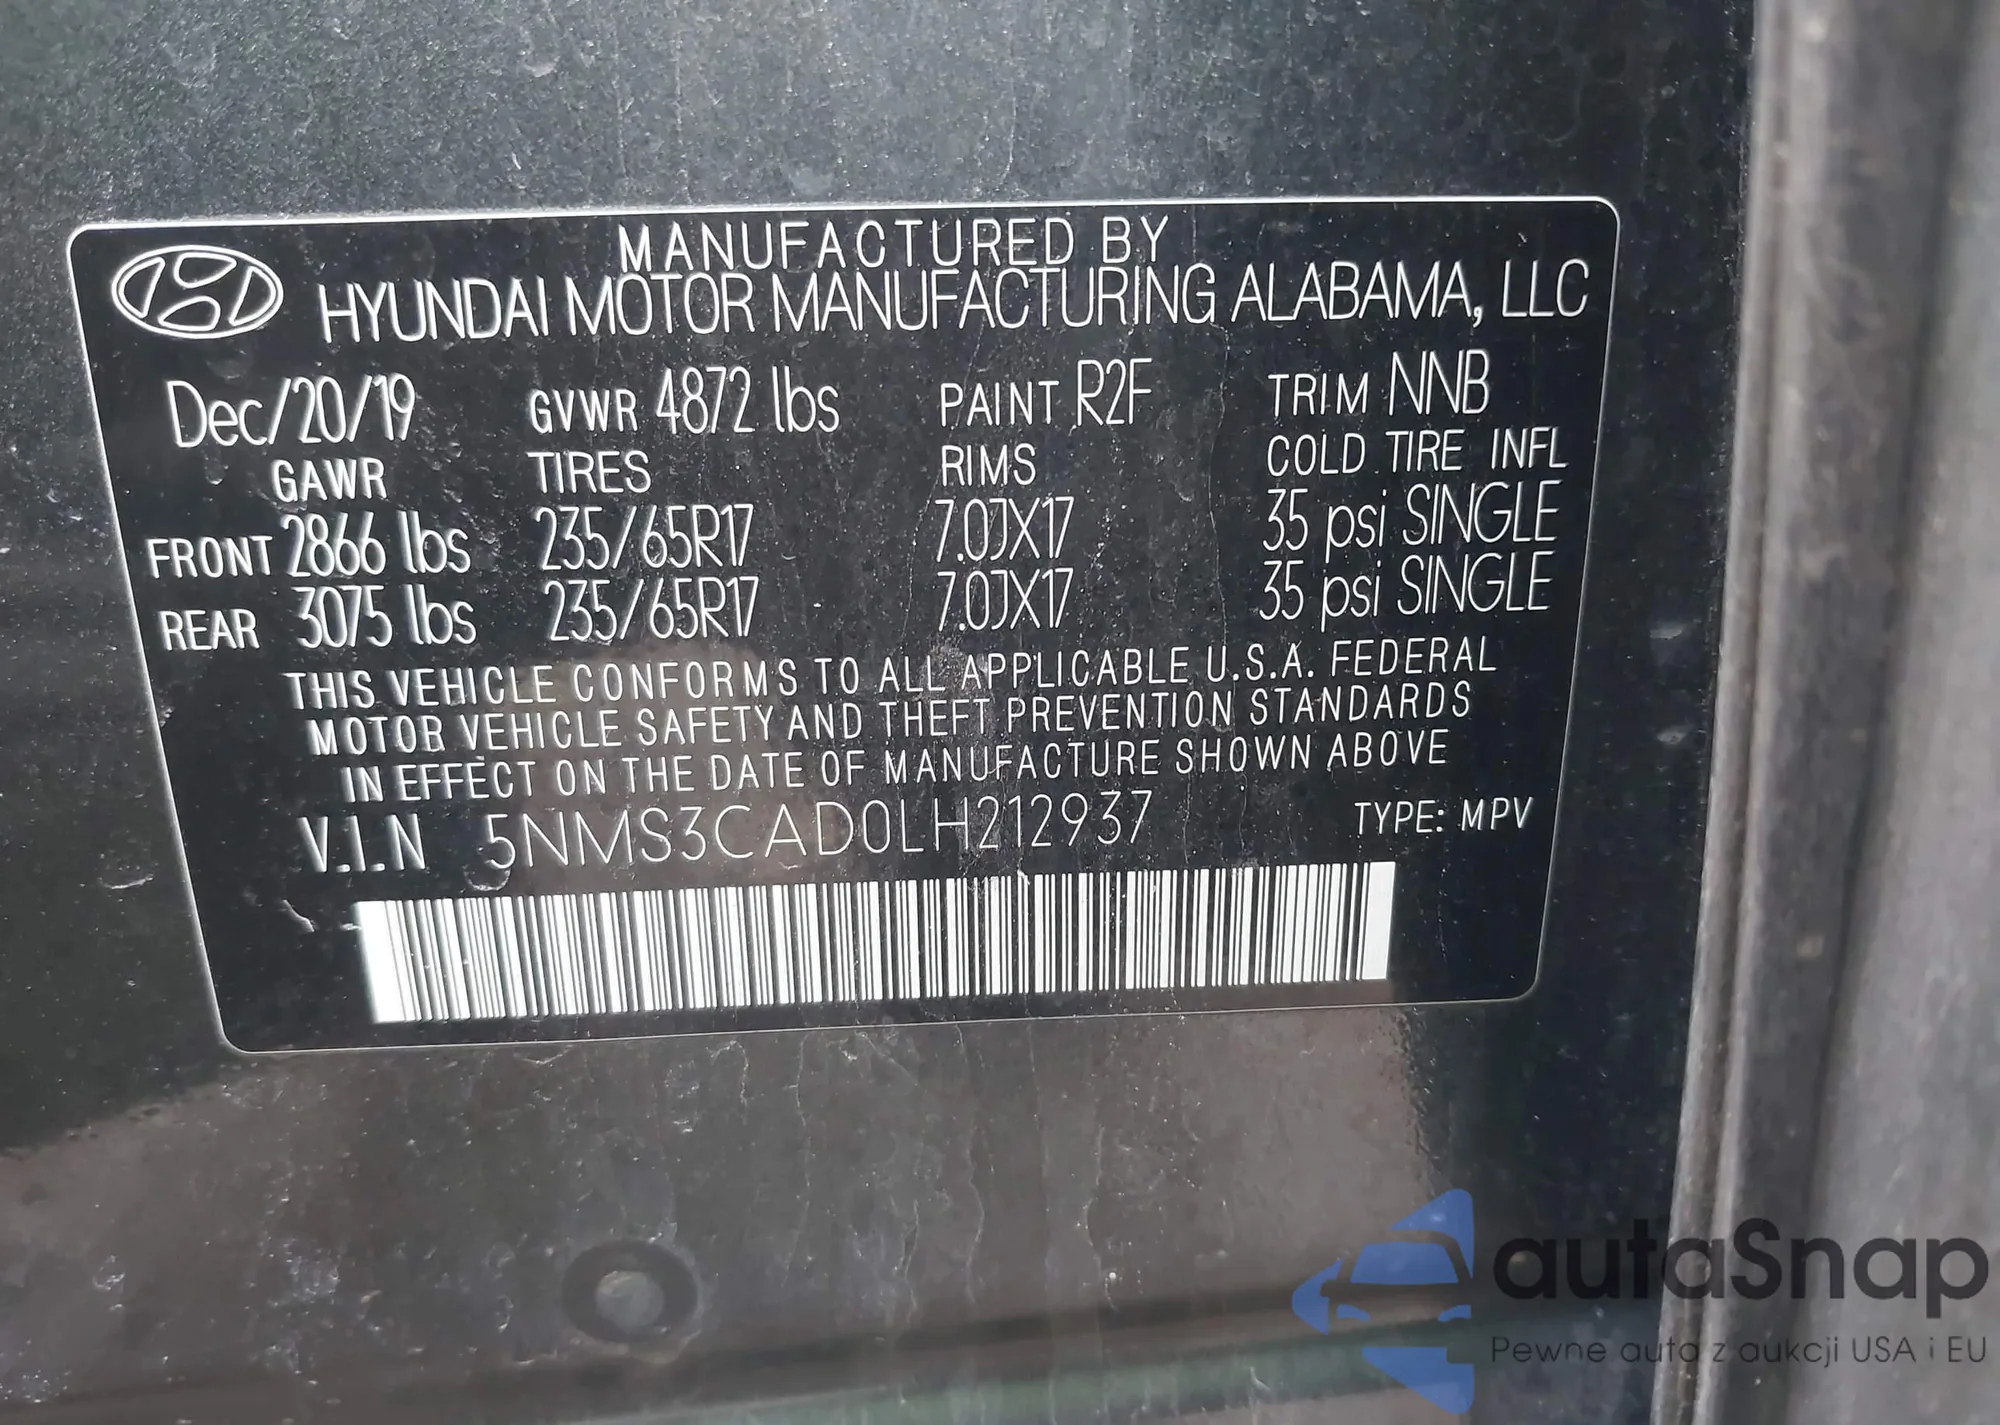 MANUFACTURED BY
HYUNDAI MOTOR MANUFACTURING ALABAMA, LLC
Dec/20/19 GVWR 4872 lbs PAINT R2F TRIM NNB
GAWR TIRES RIMS COLD TIRE INFL
FRONT 2866 lbs 235/65R17 7.0JX17 35 psi SINGLE
REAR 3075 lbs 235/65R17 7.0JX17 35 psi SINGLE
THIS VEHICLE CONFORMS TO ALL APPLICABLE U.S.A. FEDERAL
MOTOR VEHICLE SAFETY AND THEFT PREVENTION STANDARDS
IN EFFECT ON THE DATE OF MANUFACTURE SHOWN ABOVE
V.I.N 5NMS3CAD0LH212937 TYPE: MPV
autaSnap
Pewne auta z aukcji USA i EU